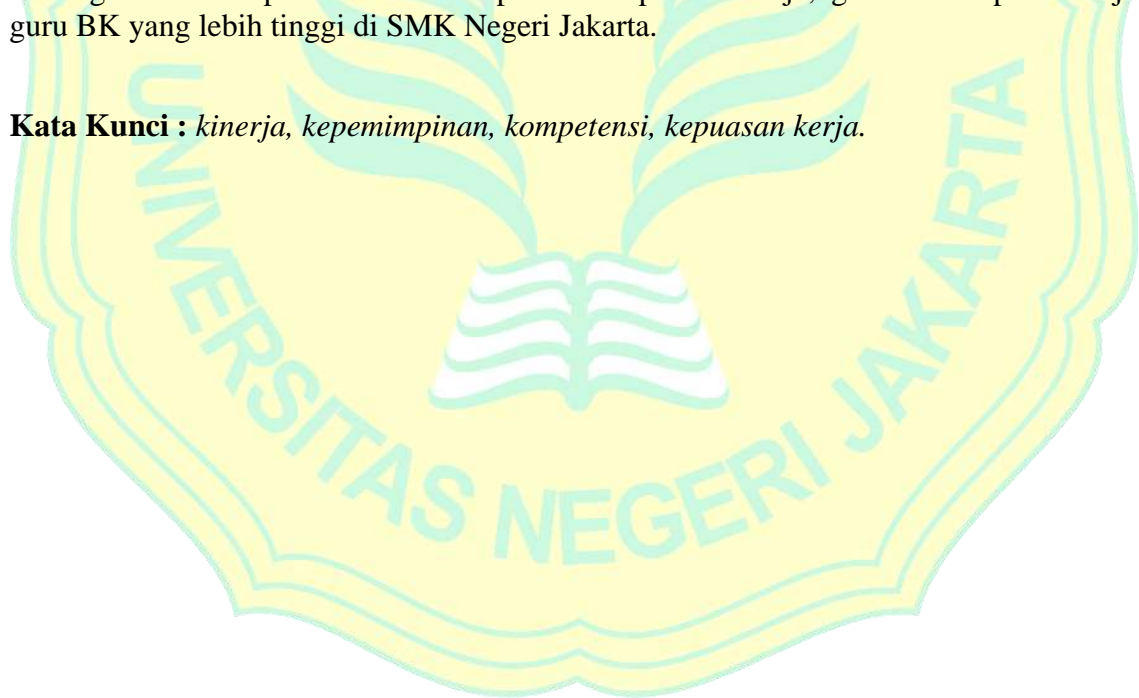 guru BK yang lebih tinggi di SMK Negeri Jakarta.
Kata Kunci : kinerja, kepemimpinan, kompetensi, kepuasan kerja.
UNIVERSITAS NEGERI JAKARTA